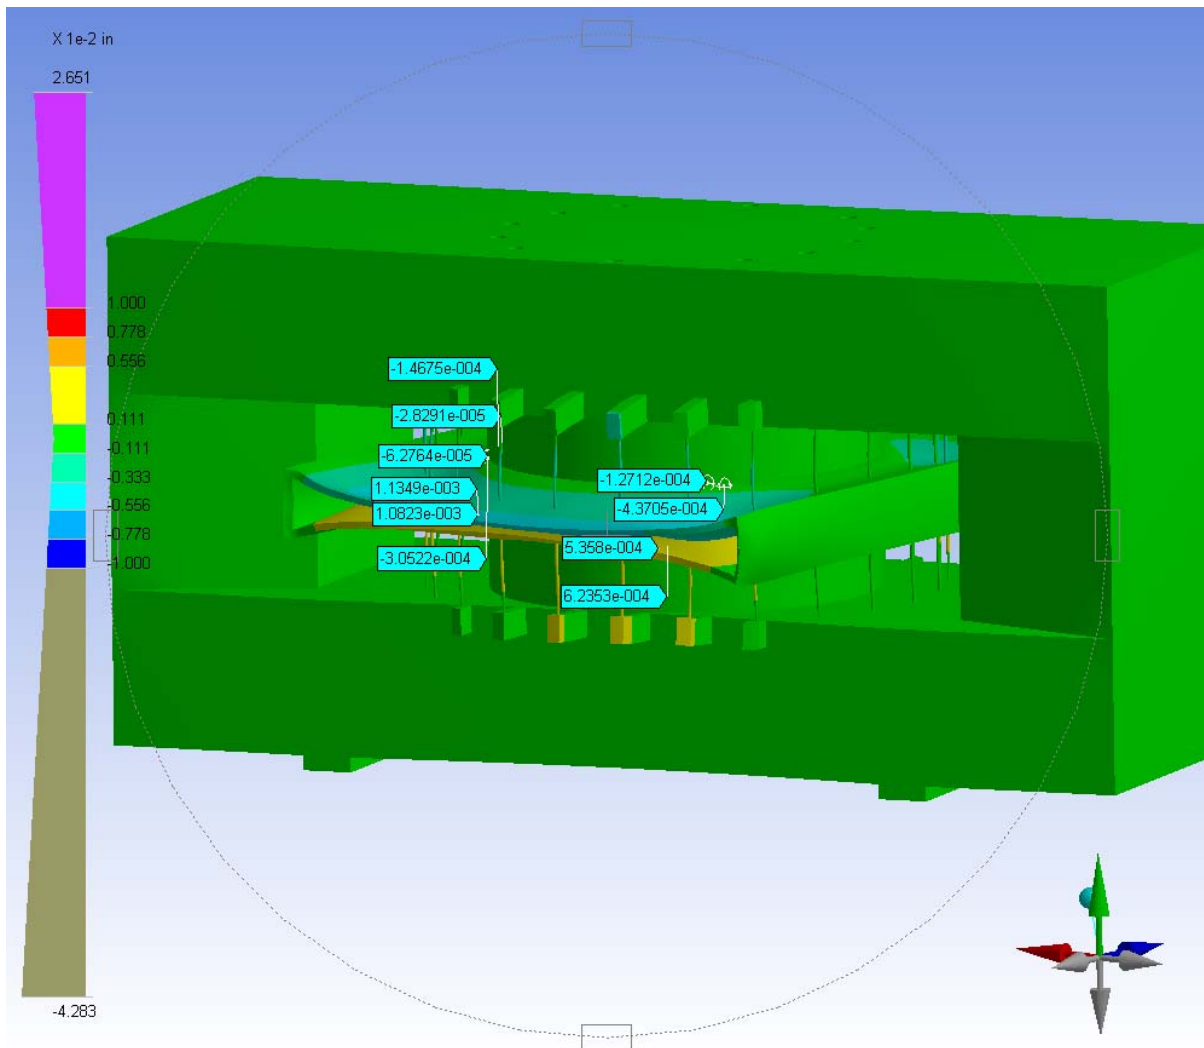 X 1e-2 in
2.651
1.000
0.778
0.556
0.111
-0.111
-0.333
-0.556
-0.778
-1.000
-4.283
-1.4675e-004
-2.8291e-005
-6.2764e-005
1.1349e-003
1.0823e-003
-3.0522e-004
-1.2712e-004
-4.3705e-004
5.358e-004
6.2353e-004